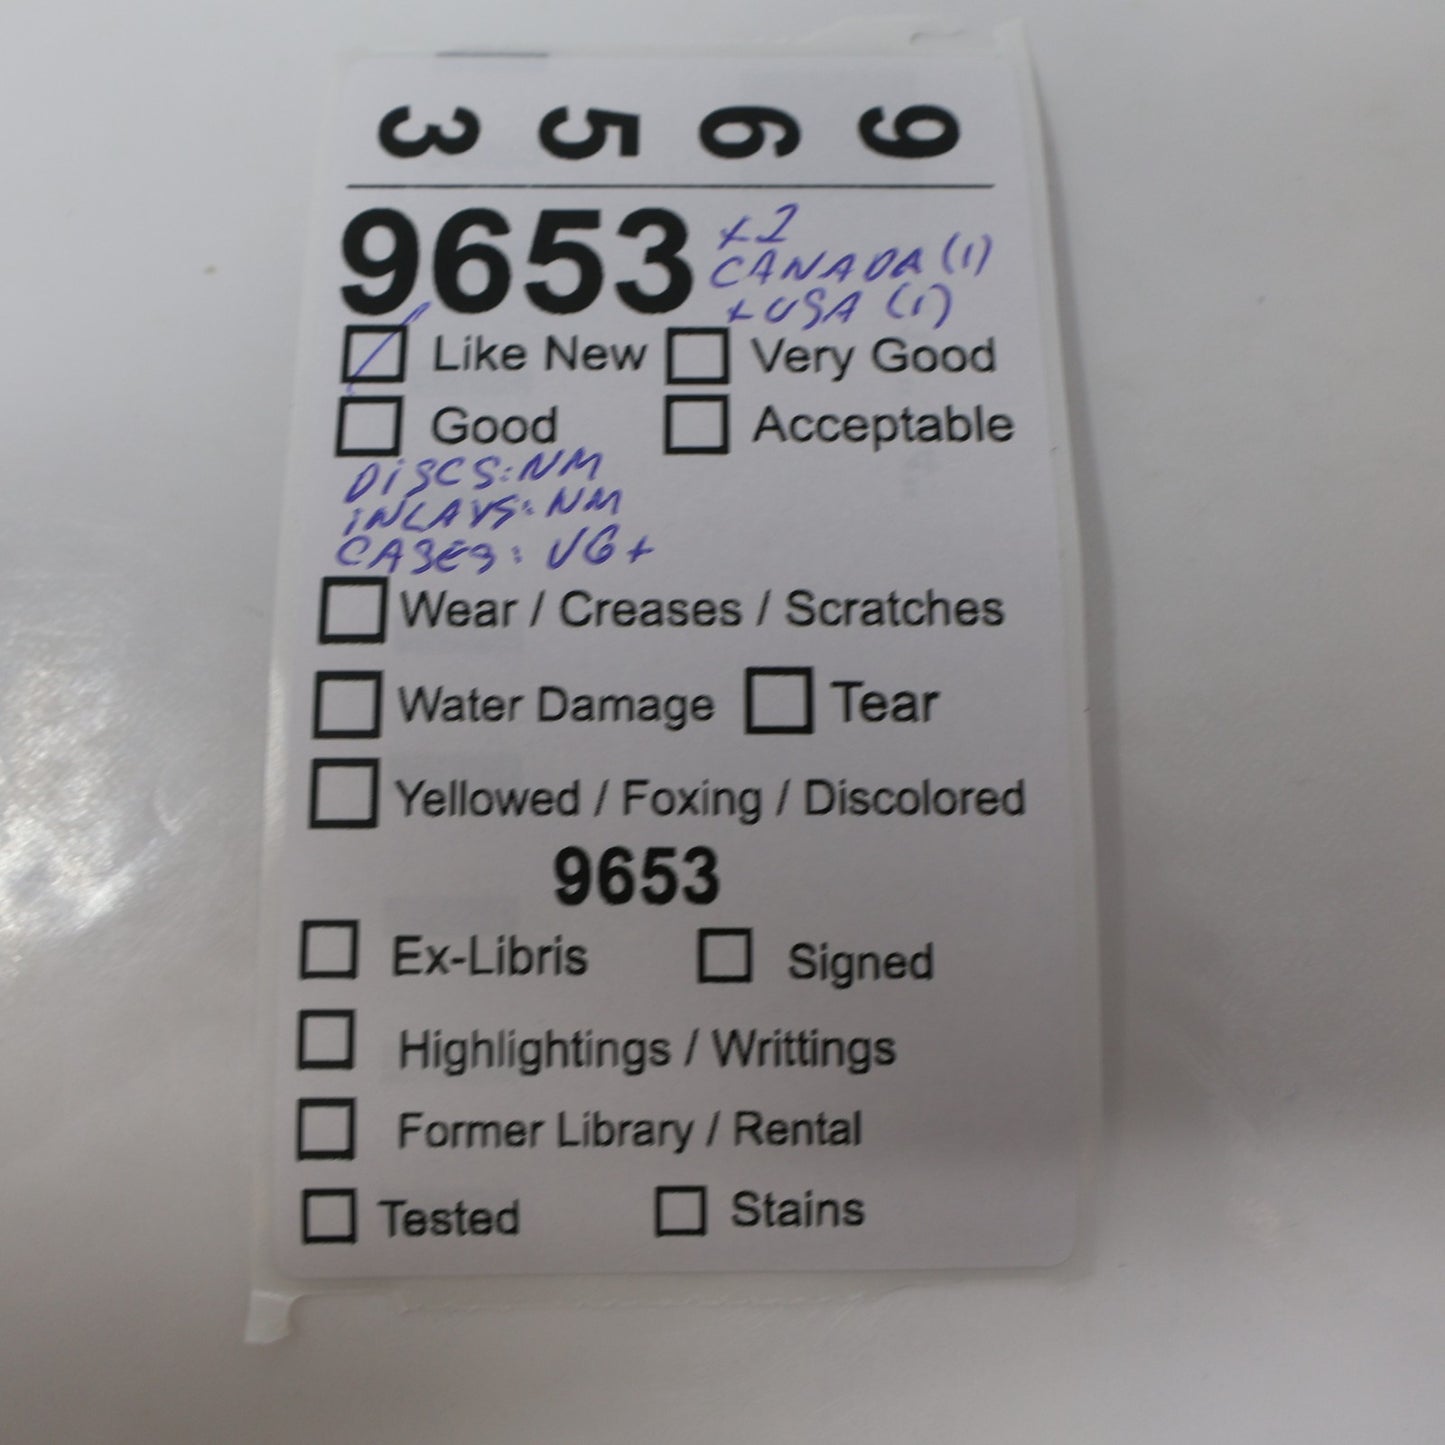 9653
9653 x2
CANADA (1)
+ USA (1)
Like New Very Good
Good Acceptable
DiSCS: NM
iNLAYS: NM
CASES: VG+
Wear / Creases / Scratches
Water Damage Tear
Yellowed / Foxing / Discolored
9653
Ex-Libris Signed
Highlightings / Writtings
Former Library / Rental
Tested Stains